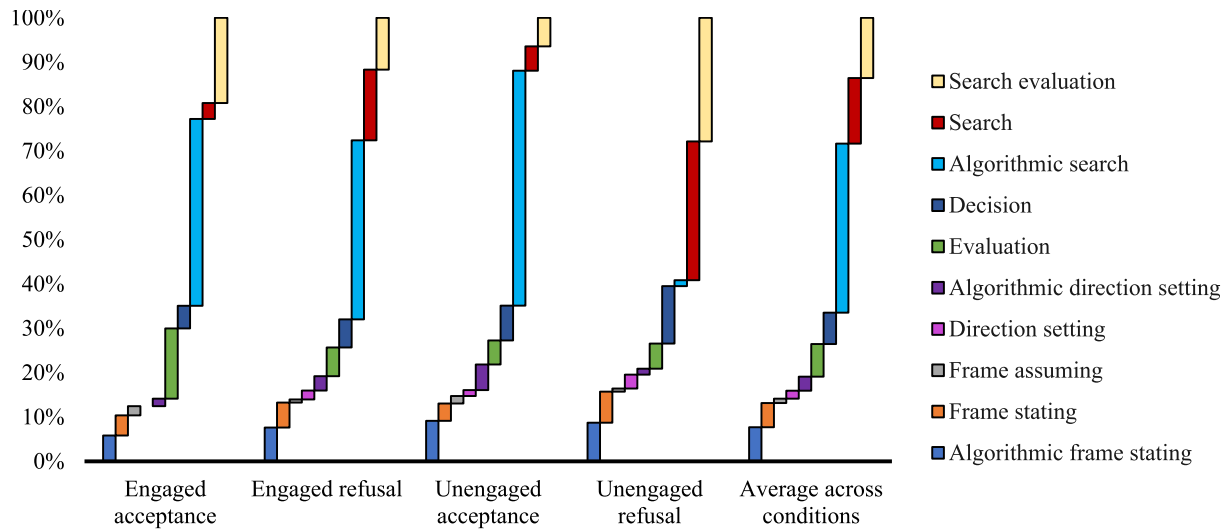 100%
90%
80%
70%
60%
50%
40%
30%
20%
10%
0%
Engaged
acceptance
Engaged refusal
Unengaged
acceptance
Unengaged
refusal
Average across
conditions
Search evaluation
Search
Algorithmic search
Decision
Evaluation
Algorithmic direction setting
Direction setting
Frame assuming
Frame stating
Algorithmic frame stating